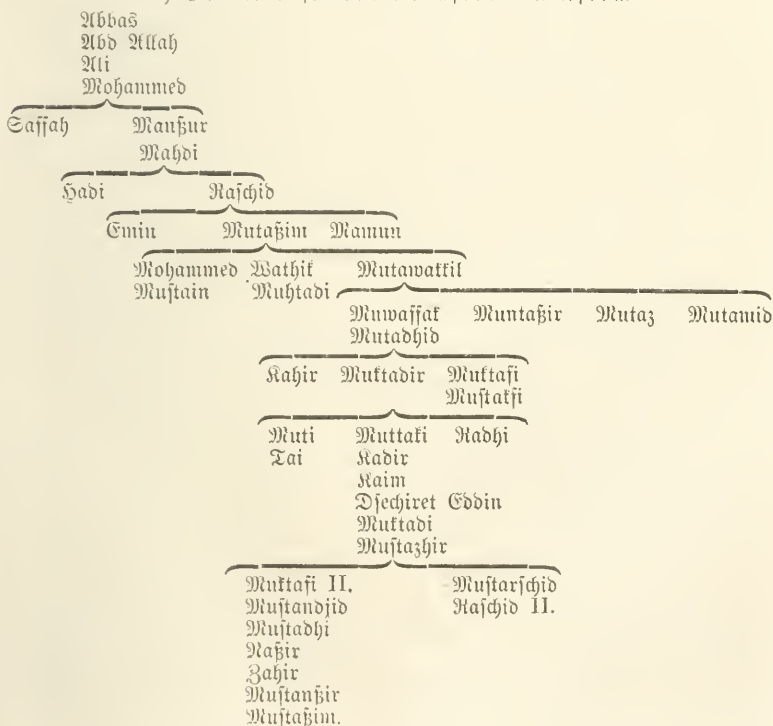 Abbas
Abd Allah
Ali
Mohammed
Saffah Manßur
Mahdi
Hadi Raschid
Emin Mutaßim Mamun
Mohammed Wathik Mutawakkil
Mustain Muhtadi
Muwaffak Muntaßir Mutaz Mutamid
Mutadhid
Kahir Muktadir Muktafi
Mustakfi
Muti Muttaki Radhi
Tai Kadir
Kaim
Dsechiret Eddin
Muktadi
Mustazhir
Muktafi II. Mustarschid
Mustandjid Raschid II.
Mustadhi
Naßir
Zahir
Mustanßir
Mustaßim.